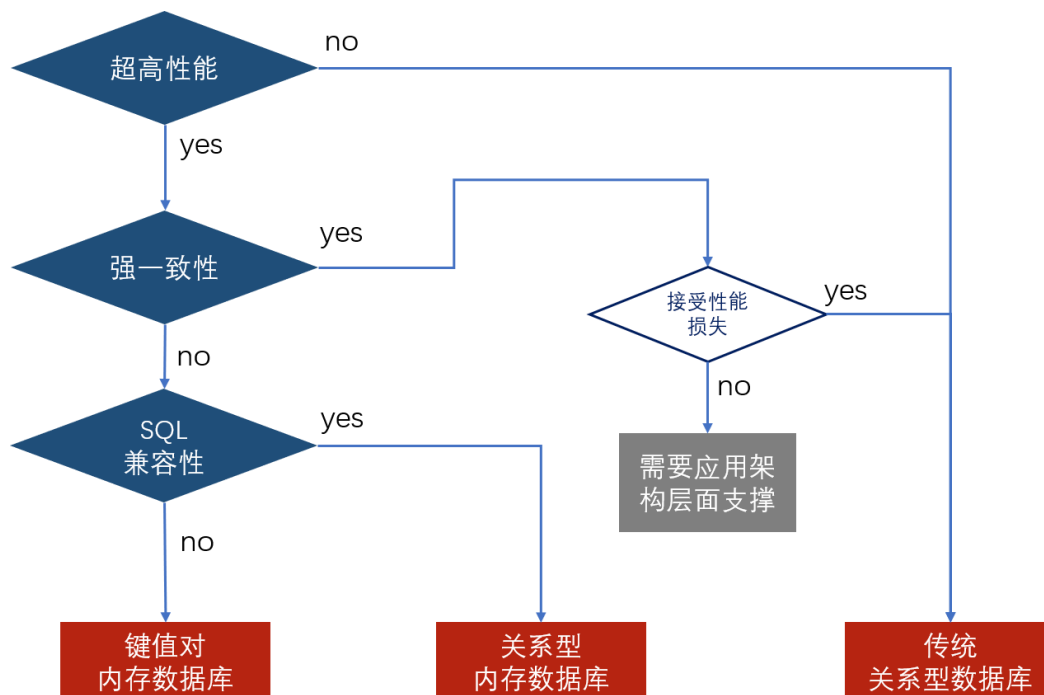 no
超高性能
yes
yes
强一致性
yes
接受性能
损失
no
no
SQL
兼容性
yes
需要应用架
构层面支撑
no
键值对
内存数据库
关系型
内存数据库
传统
关系型数据库